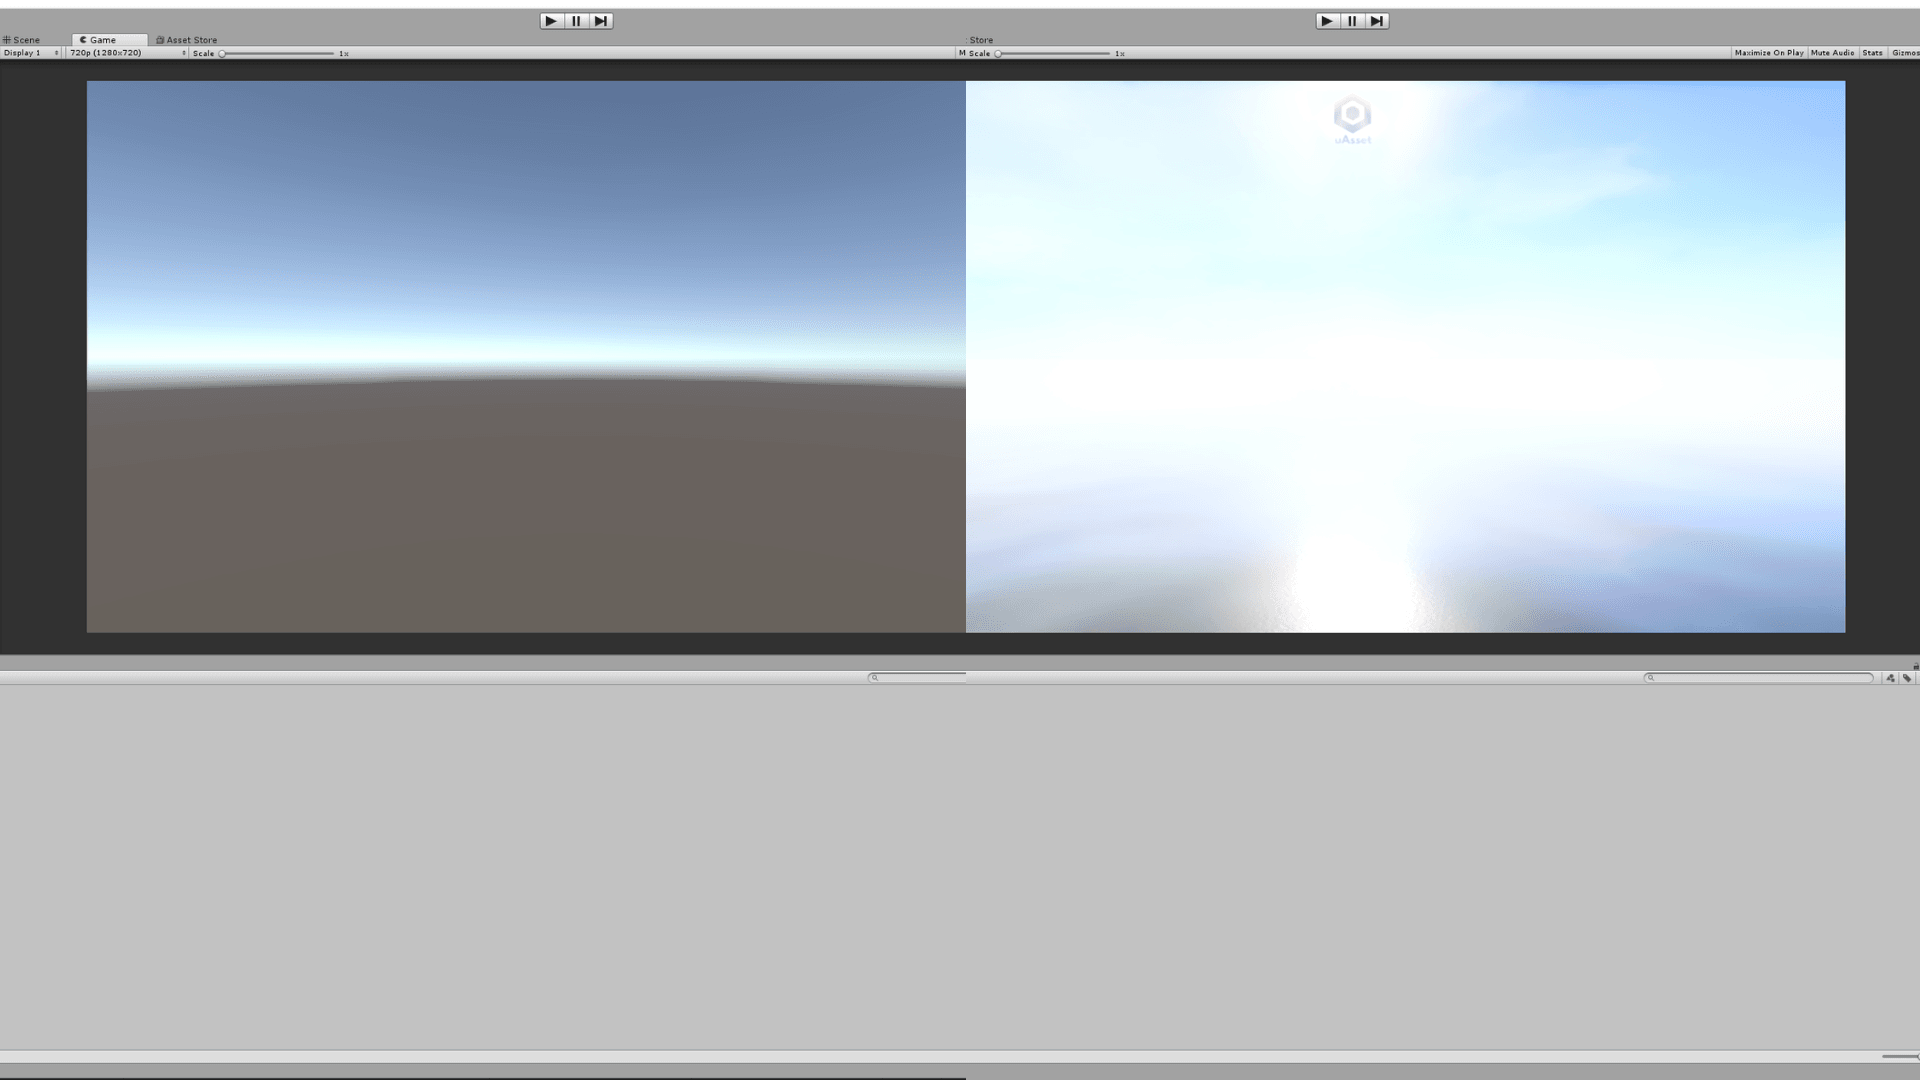 Scene Game Asset Store Store
Display 1 720p (1280x720) Scale 1x M Scale 1x Maximize On Play Mute Audio Stats Gizmos
uAsset